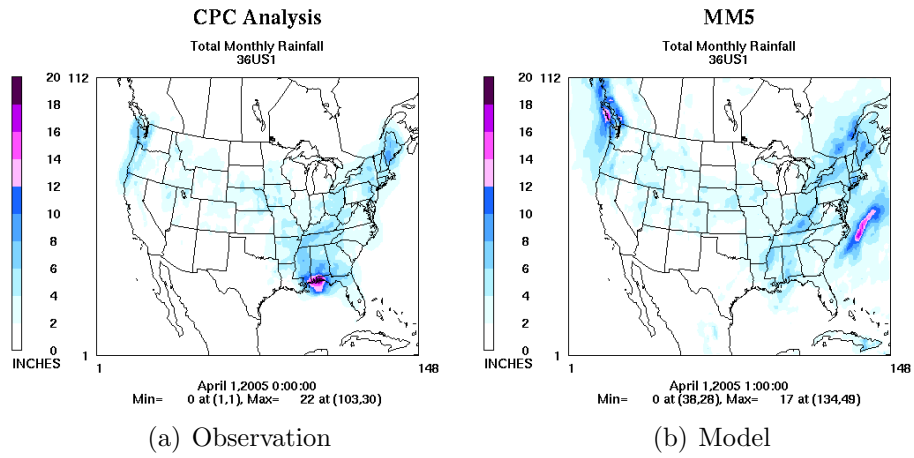 CPC Analysis
Total Monthly Rainfall
36US1
20
18
16
14
12
10
8
6
4
2
0
INCHES
112
1
1
148
April 1,2005 0:00:00
Min= 0 at (1,1), Max= 22 at (103,30)
(a) Observation
MM5
Total Monthly Rainfall
36US1
20
18
16
14
12
10
8
6
4
2
0
INCHES
112
1
1
148
April 1,2005 1:00:00
Min= 0 at (38,28), Max= 17 at (134,49)
(b) Model